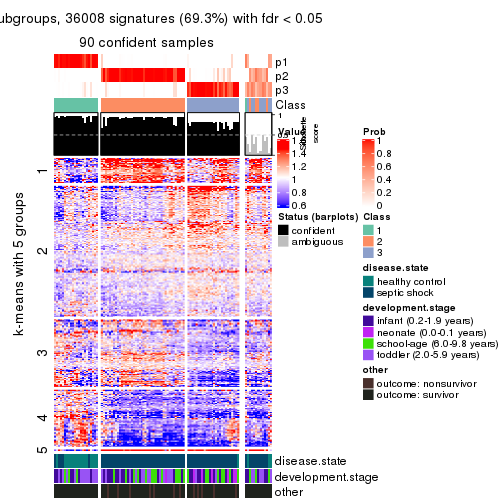 ubgroups, 36008 signatures (69.3%) with fdr < 0.05
90 confident samples
p1
p2
p3
Class
1
Silhouette
score
k-means with 5 groups
1
2
3
4
5
Value
1.6
1.4
1.2
1
0.8
0.6
Prob
1
0.8
0.6
0.4
0.2
0
Status (barplots)
confident
ambiguous
Class
1
2
3
disease.state
healthy control
septic shock
development.stage
infant (0.2-1.9 years)
neonate (0.0-0.1 years)
school-age (6.0-9.8 years)
toddler (2.0-5.9 years)
other
outcome: nonsurvivor
outcome: survivor
disease.state
development.stage
other